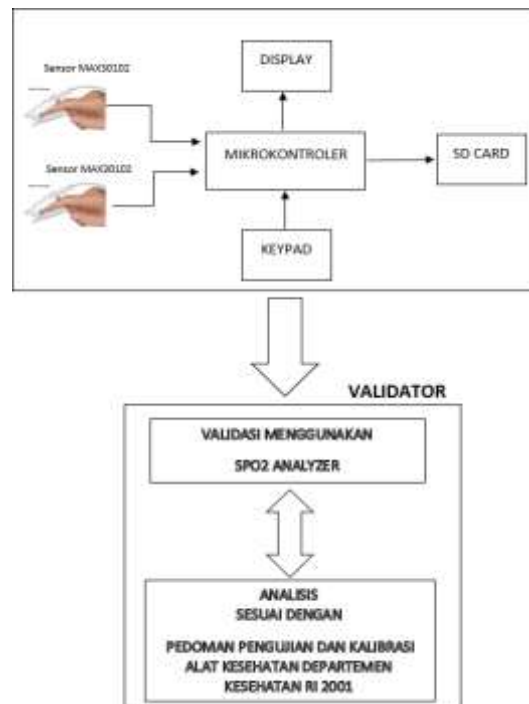 Sensor MAX30102
DISPLAY
MIKROKONTROLER
SD CARD
Sensor MAX30102
KEYPAD
VALIDATOR
VALIDASI MENGGUNAKAN
SPO2 ANALYZER
ANALISIS
SESUAI DENGAN
PEDOMAN PENGUJIAN DAN KALIBRASI
ALAT KESEHATAN DEPARTEMEN
KESEHATAN RI 2001